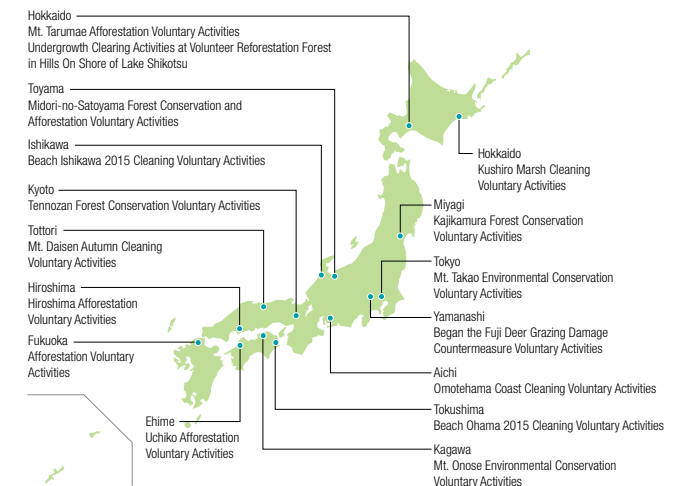 Hokkaido
Mt. Tarumae Afforestation Voluntary Activities
Undergrowth Clearing Activities at Volunteer Reforestation Forest
in Hills On Shore of Lake Shikotsu
Toyama
Midori-no-Satoyama Forest Conservation and
Afforestation Voluntary Activities
Ishikawa
Beach Ishikawa 2015 Cleaning Voluntary Activities
Kyoto
Tennozan Forest Conservation Voluntary Activities
Tottori
Mt. Daisen Autumn Cleaning
Voluntary Activities
Hiroshima
Hiroshima Afforestation
Voluntary Activities
Fukuoka
Afforestation Voluntary
Activities
Ehime
Uchiko Afforestation
Voluntary Activities
Hokkaido
Kushiro Marsh Cleaning
Voluntary Activities
Miyagi
Kajikamura Forest Conservation
Voluntary Activities
Tokyo
Mt. Takao Environmental Conservation
Voluntary Activities
Yamanashi
Began the Fuji Deer Grazing Damage
Countermeasure Voluntary Activities
Aichi
Omotehama Coast Cleaning Voluntary Activities
Tokushima
Beach Ohama 2015 Cleaning Voluntary Activities
Kagawa
Mt. Onose Environmental Conservation
Voluntary Activities